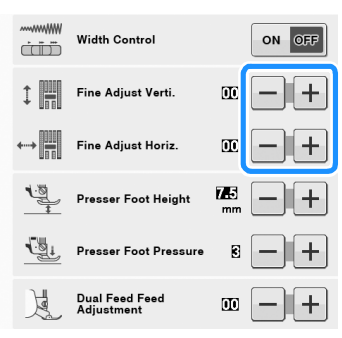 Width Control ON OFF
Fine Adjust Verti. 00 - +
Fine Adjust Horiz. 00 - +
Presser Foot Height 7.5 mm - +
Presser Foot Pressure 3 - +
Dual Feed Feed
Adjustment 00 - +